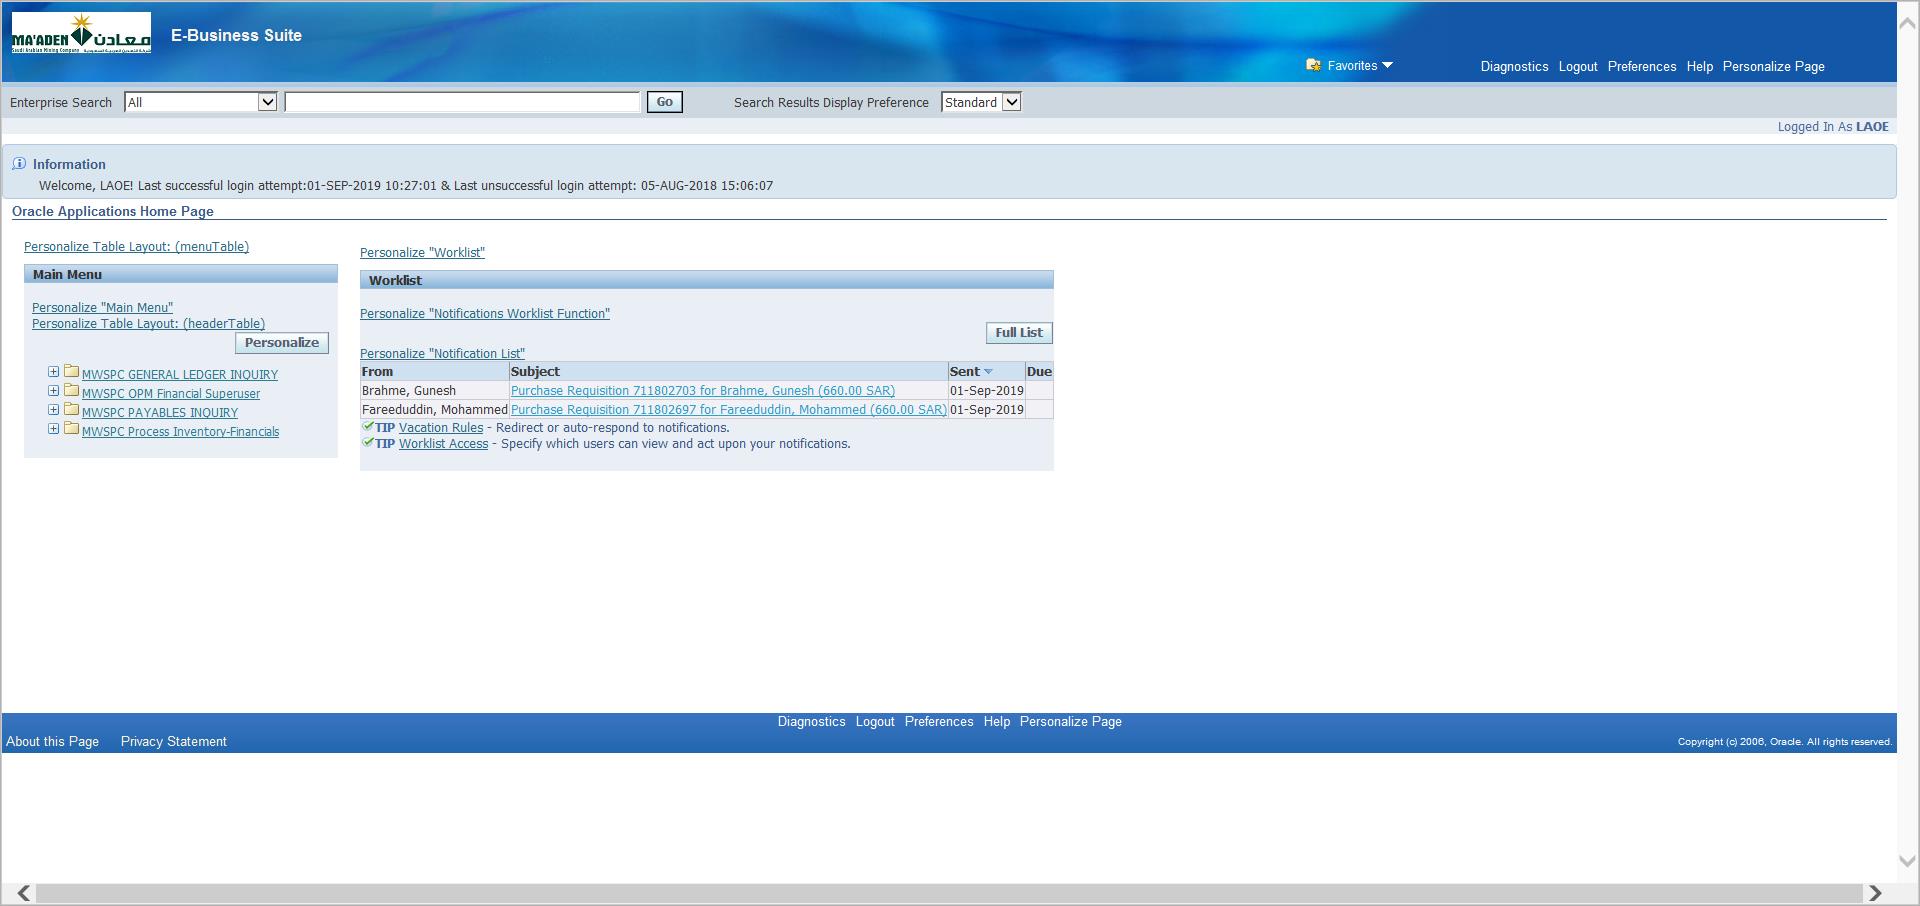 MA'ADEN معادن
Saudi Arabian Mining Company
E-Business Suite
Favorites
Diagnostics Logout Preferences Help Personalize Page
Enterprise Search All Go Search Results Display Preference Standard
Logged In As LAOE
Information
Welcome, LAOE! Last successful login attempt:01-SEP-2019 10:27:01 & Last unsuccessful login attempt: 05-AUG-2018 15:06:07
Oracle Applications Home Page
Personalize Table Layout: (menuTable)
Main Menu
Personalize "Main Menu"
Personalize Table Layout: (headerTable)
Personalize
MWSPC GENERAL LEDGER INQUIRY
MWSPC OPM Financial Superuser
MWSPC PAYABLES INQUIRY
MWSPC Process Inventory-Financials
Personalize "Worklist"
Worklist
Personalize "Notifications Worklist Function"
Full List
Personalize "Notification List"
From Subject Sent Due
Brahme, Gunesh Purchase Requisition 711802703 for Brahme, Gunesh (660.00 SAR) 01-Sep-2019
Fareeduddin, Mohammed Purchase Requisition 711802697 for Fareeduddin, Mohammed (660.00 SAR) 01-Sep-2019
TIP Vacation Rules - Redirect or auto-respond to notifications.
TIP Worklist Access - Specify which users can view and act upon your notifications.
Diagnostics Logout Preferences Help Personalize Page
About this Page Privacy Statement
Copyright (c) 2006, Oracle. All rights reserved.